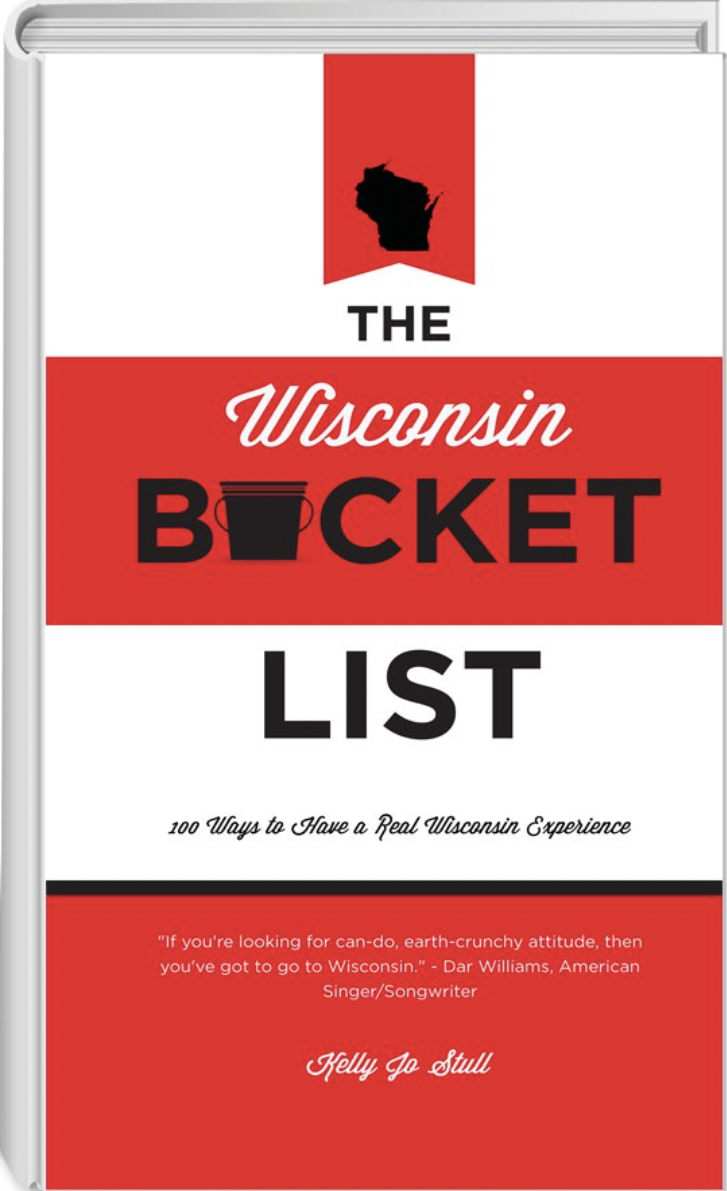 THE
Wisconsin
BUCKET
LIST
100 Ways to Have a Real Wisconsin Experience
"If you're looking for can-do, earth-crunchy attitude, then
you've got to go to Wisconsin." - Dar Williams, American
Singer/Songwriter
Kelly Jo Stull